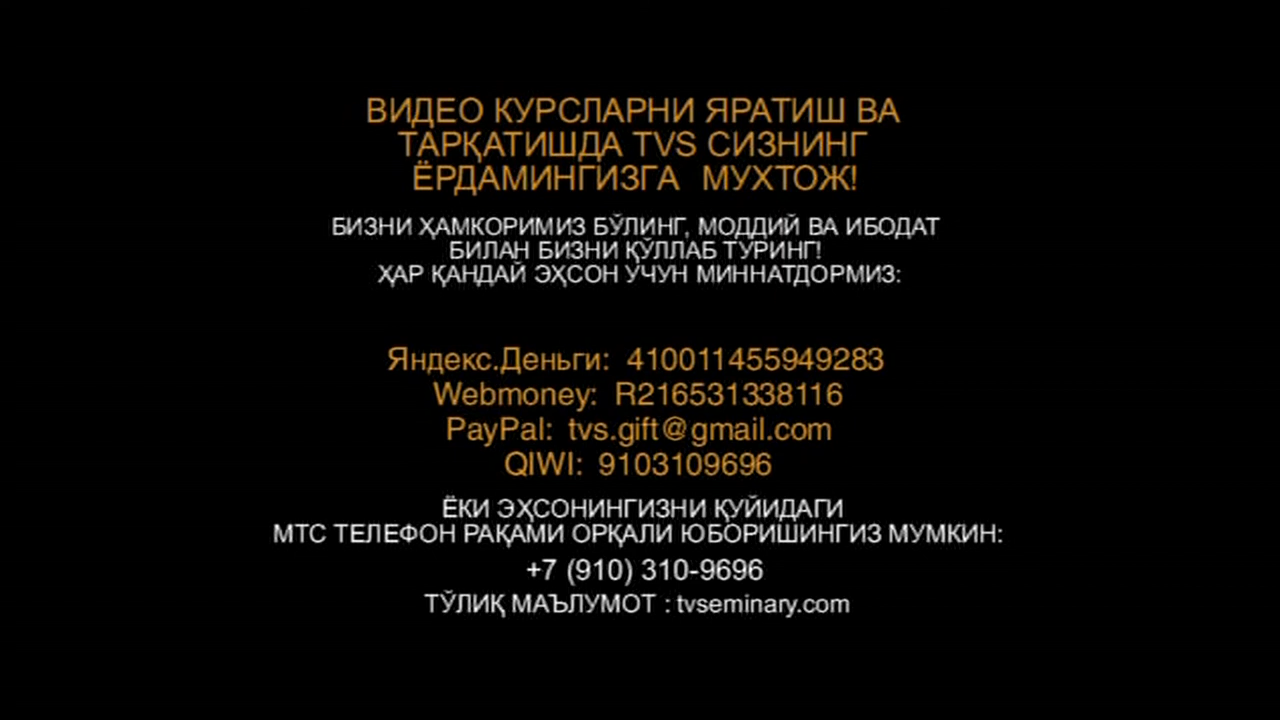 ВИДЕО КУРСЛАРНИ ЯРАТИШ ВА
ТАРҚАТИШДА TVS СИЗНИНГ
ЁРДАМИНГИЗГА МУХТОЖ!
БИЗНИ ҲАМКОРИМИЗ БЎЛИНГ, МОДДИЙ ВА ИБОДАТ
БИЛАН БИЗНИ ҚЎЛЛАБ ТУРИНГ!
ҲАР ҚАНДАЙ ЭҲСОН УЧУН МИННАТДОРМИЗ:
Яндекс.Деньги: 410011455949283
Webmoney: R216531338116
PayPal: tvs.gift@gmail.com
QIWI: 9103109696
ЁКИ ЭҲСОНИНГИЗНИ ҚУЙИДАГИ
МТС ТЕЛЕФОН РАҚАМИ ОРҚАЛИ ЮБОРИШИНГИЗ МУМКИН:
+7 (910) 310-9696
ТЎЛИҚ МАЪЛУМОТ : tvseminary.com